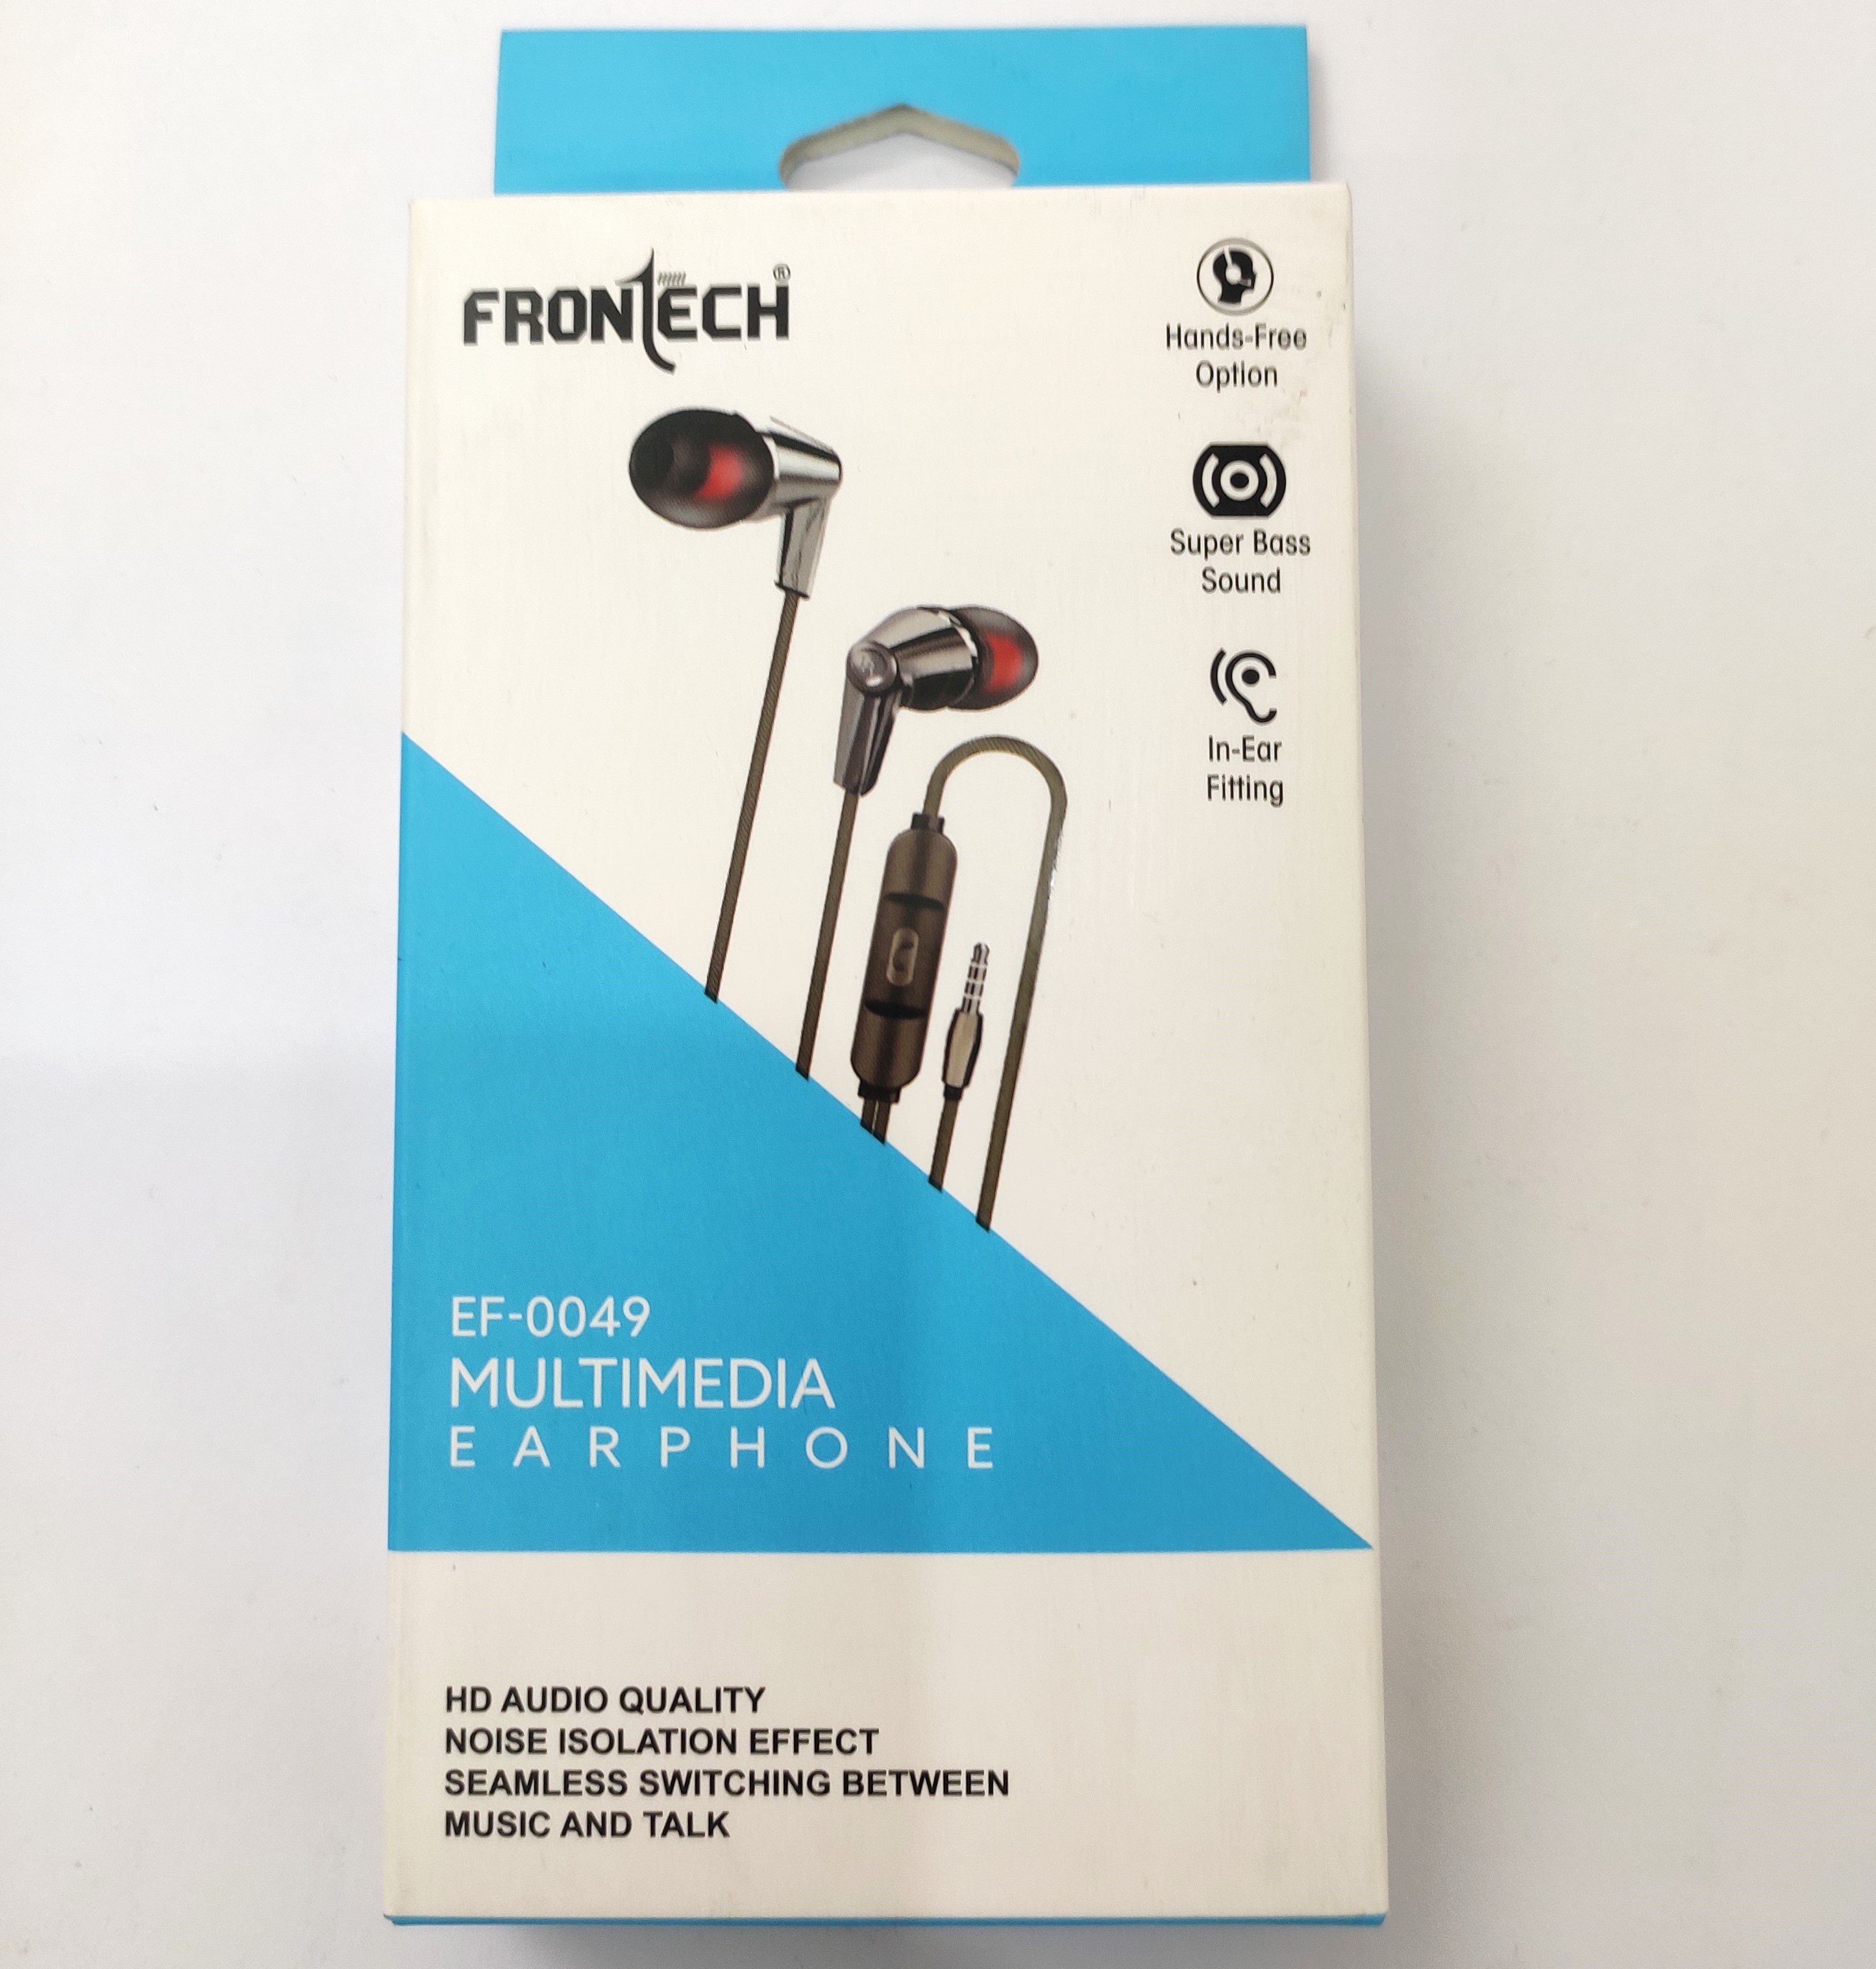 FRONTECH®
Hands-Free
Option
Super Bass
Sound
In-Ear
Fitting
EF-0049
MULTIMEDIA
EARPHONE
HD AUDIO QUALITY
NOISE ISOLATION EFFECT
SEAMLESS SWITCHING BETWEEN
MUSIC AND TALK